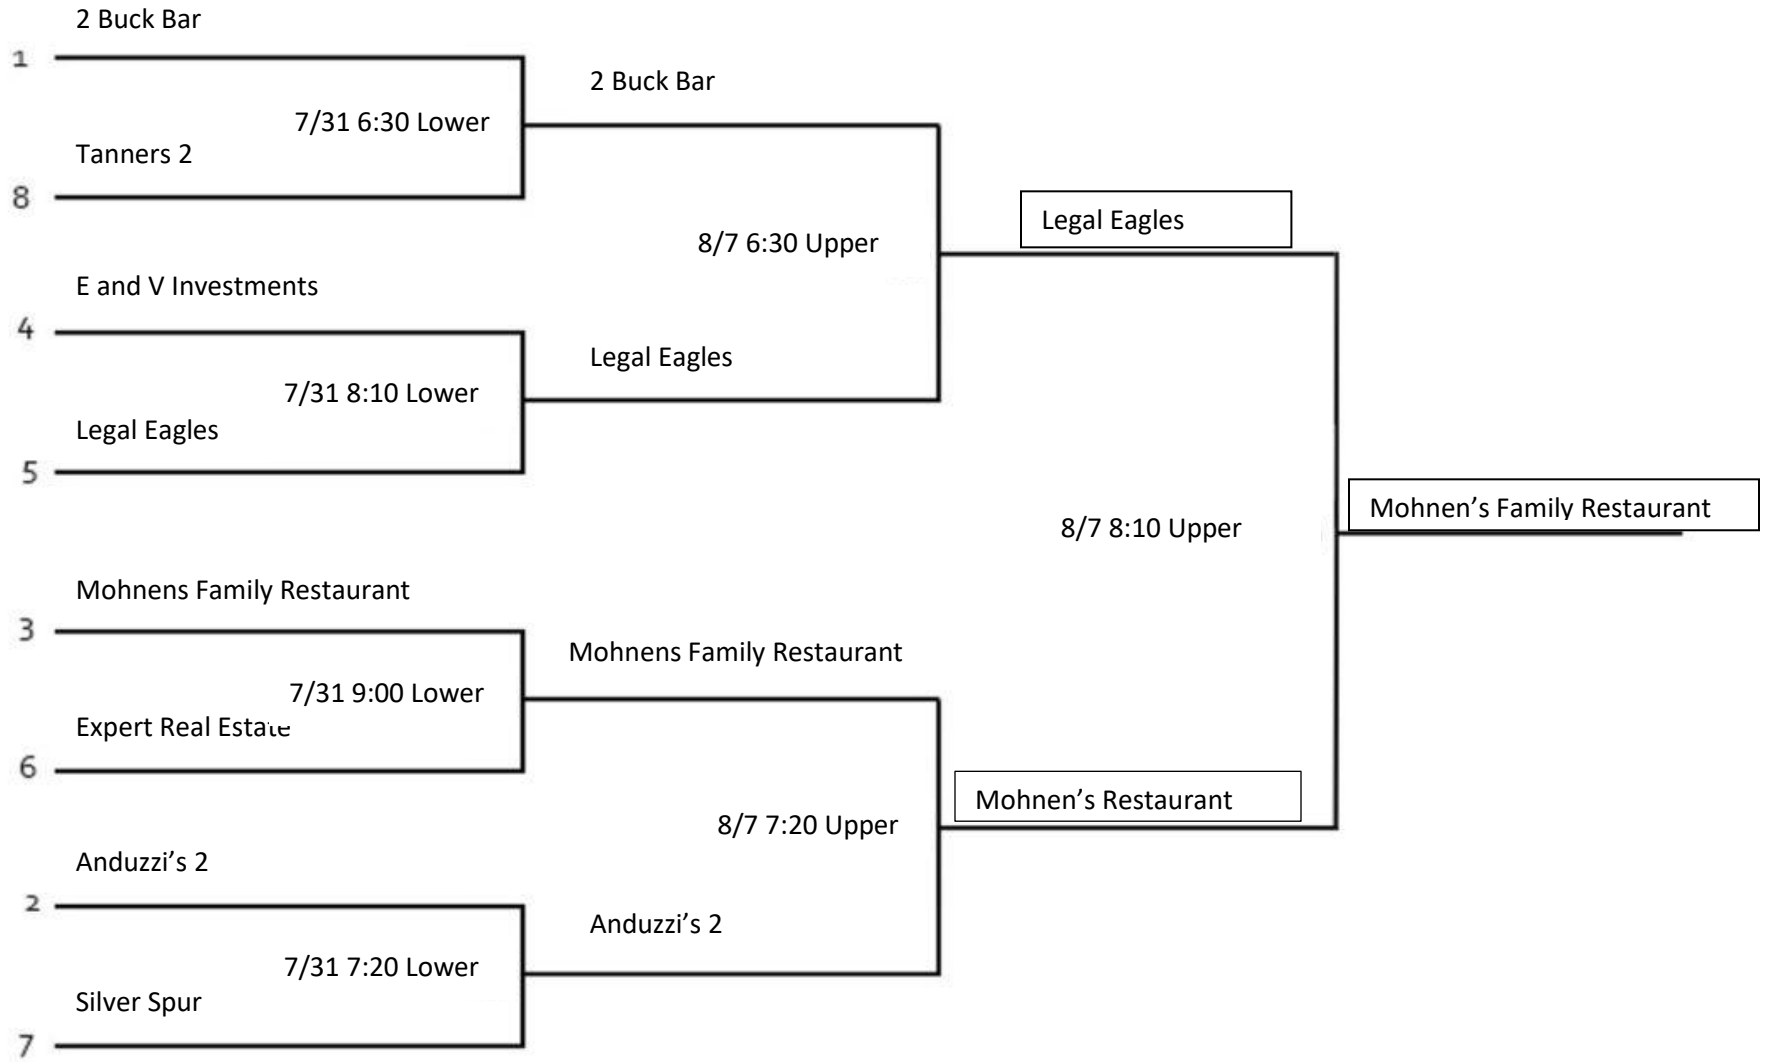 2 Buck Bar
1
7/31 6:30 Lower
Tanners 2
8
2 Buck Bar
E and V Investments
4
7/31 8:10 Lower
Legal Eagles
5
Legal Eagles
8/7 6:30 Upper
Legal Eagles
Mohnens Family Restaurant
3
7/31 9:00 Lower
Expert Real Estate
6
Mohnens Family Restaurant
Anduzzi’s 2
2
7/31 7:20 Lower
Silver Spur
7
Anduzzi’s 2
8/7 7:20 Upper
Mohnen’s Restaurant
8/7 8:10 Upper
Mohnen’s Family Restaurant